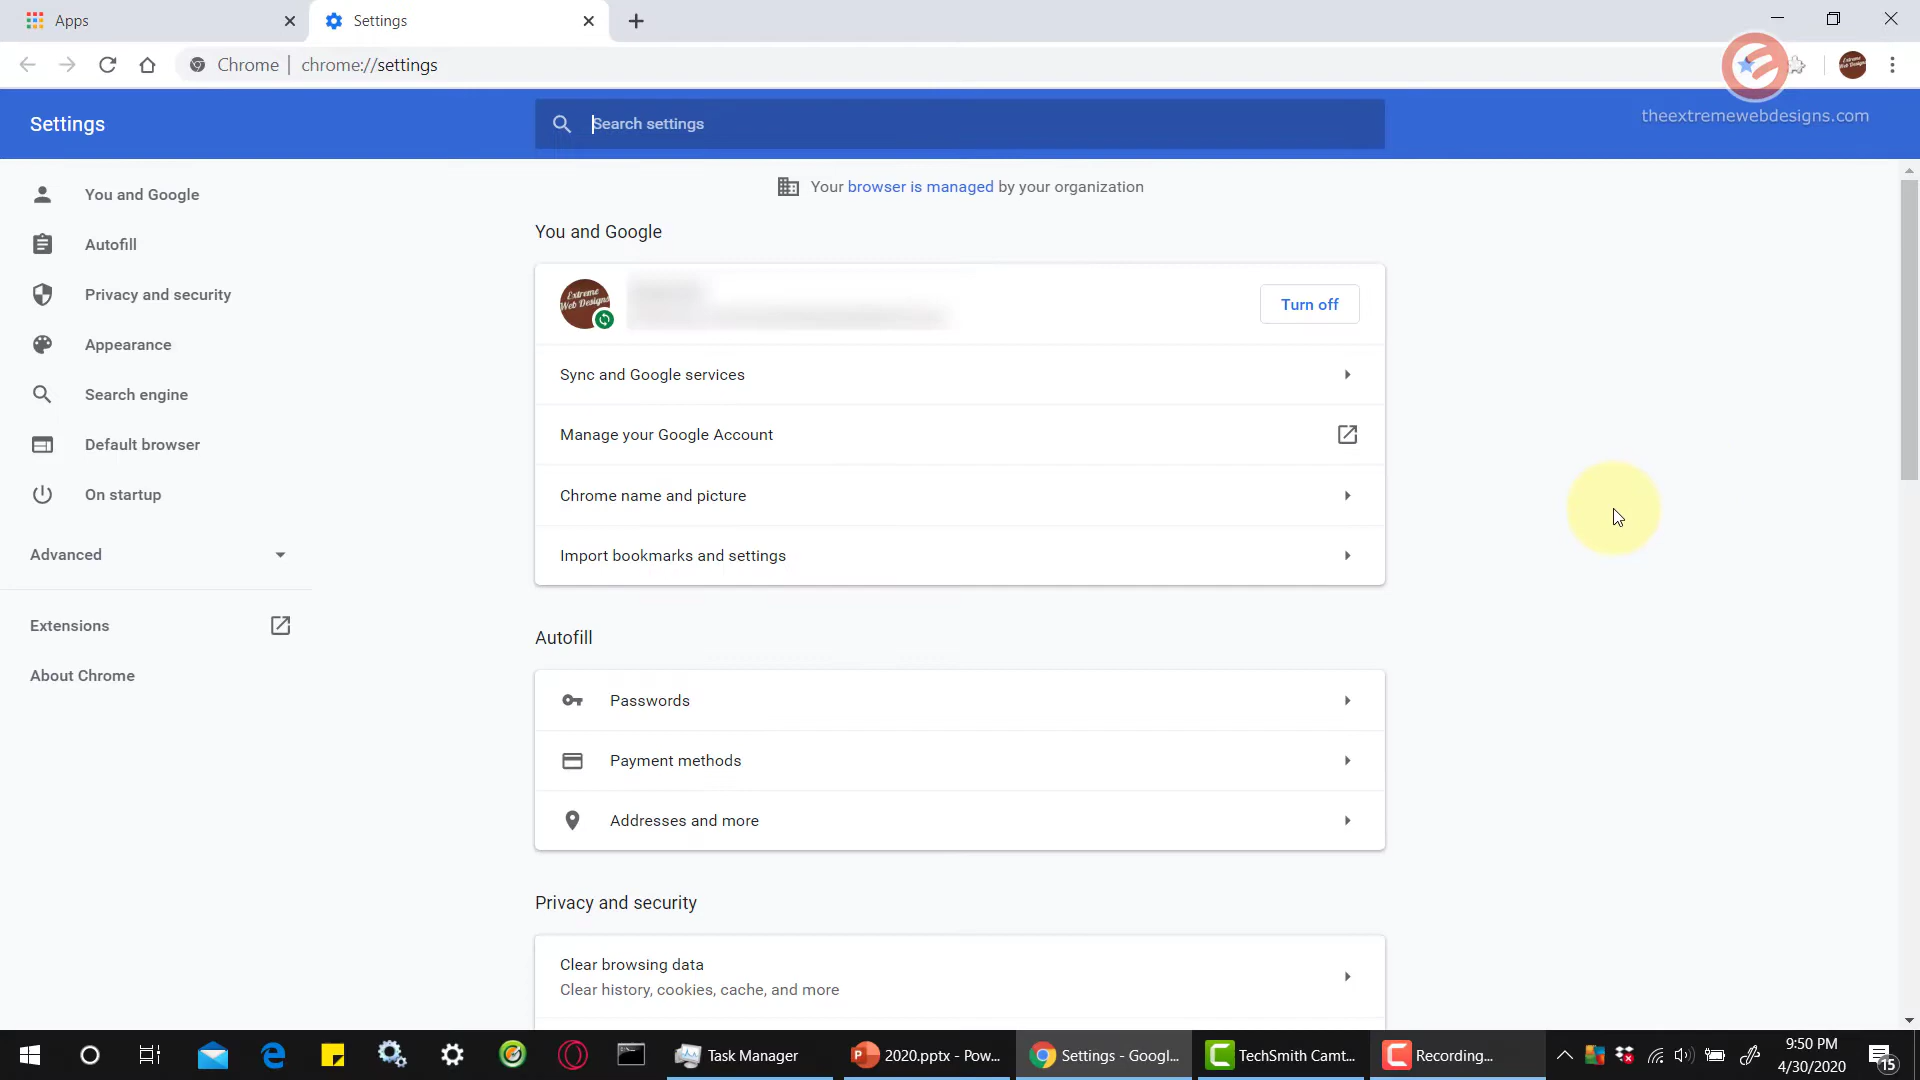 Apps
Settings
Chrome | chrome://settings
Settings
Search settings
theextremewebdesigns.com
You and Google
Autofill
Privacy and security
Appearance
Search engine
Default browser
On startup
Advanced
Extensions
About Chrome
Your browser is managed by your organization
You and Google
Extreme
Web Designs
Turn off
Sync and Google services
Manage your Google Account
Chrome name and picture
Import bookmarks and settings
Autofill
Passwords
Payment methods
Addresses and more
Privacy and security
Clear browsing data
Clear history, cookies, cache, and more
Task Manager
2020.pptx - Pow...
Settings - Googl...
TechSmith Camt...
Recording...
9:50 PM
4/30/2020
15